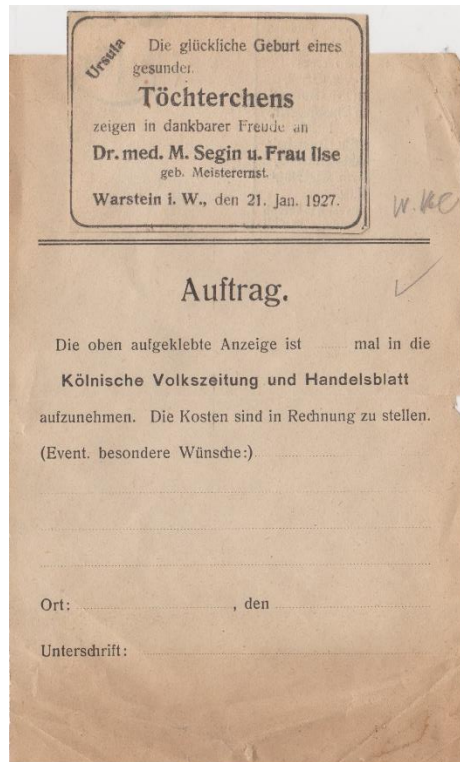 Ursula
Die glückliche Geburt eines
gesunden
Töchterchens
zeigen in dankbarer Freude an
Dr. med. M. Segin u. Frau Ilse
geb. Meisterernst.
Warstein i. W., den 21. Jan. 1927.
Auftrag.
Die oben aufgeklebte Anzeige ist ........ mal in die
Kölnische Volkszeitung und Handelsblatt
aufzunehmen. Die Kosten sind in Rechnung zu stellen.
(Event. besondere Wünsche:)
Ort: , den
Unterschrift: